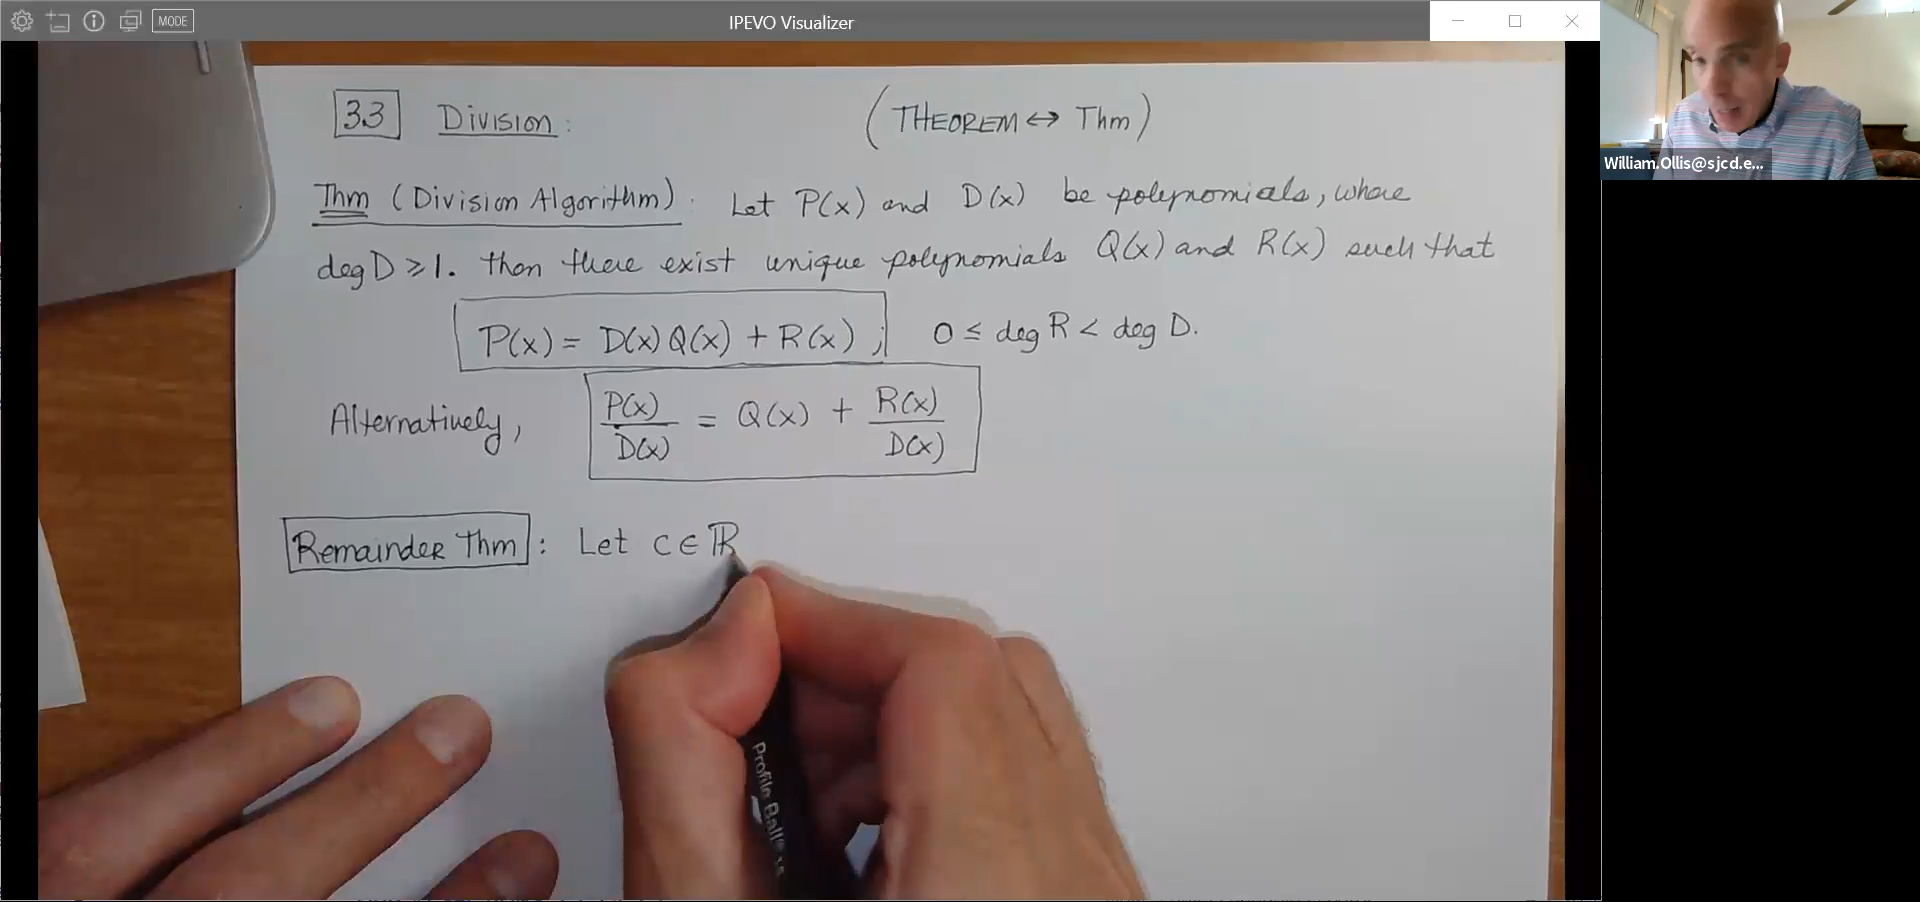 MODE
IPEVO Visualizer
3.3 Division:
(THEOREM ↔ Thm)
Thm (Division Algorithm): Let P(x) and D(x) be polynomials, where
deg D ≥ 1. Then there exist unique polynomials Q(x) and R(x) such that
P(x) = D(x) Q(x) + R(x), 0 ≤ deg R < deg D.
Alternatively, P(x)/D(x) = Q(x) + R(x)/D(x)
Remainder Thm: Let c ∈ ℝ
Profile Ball
William.Ollis@sjcd.e...